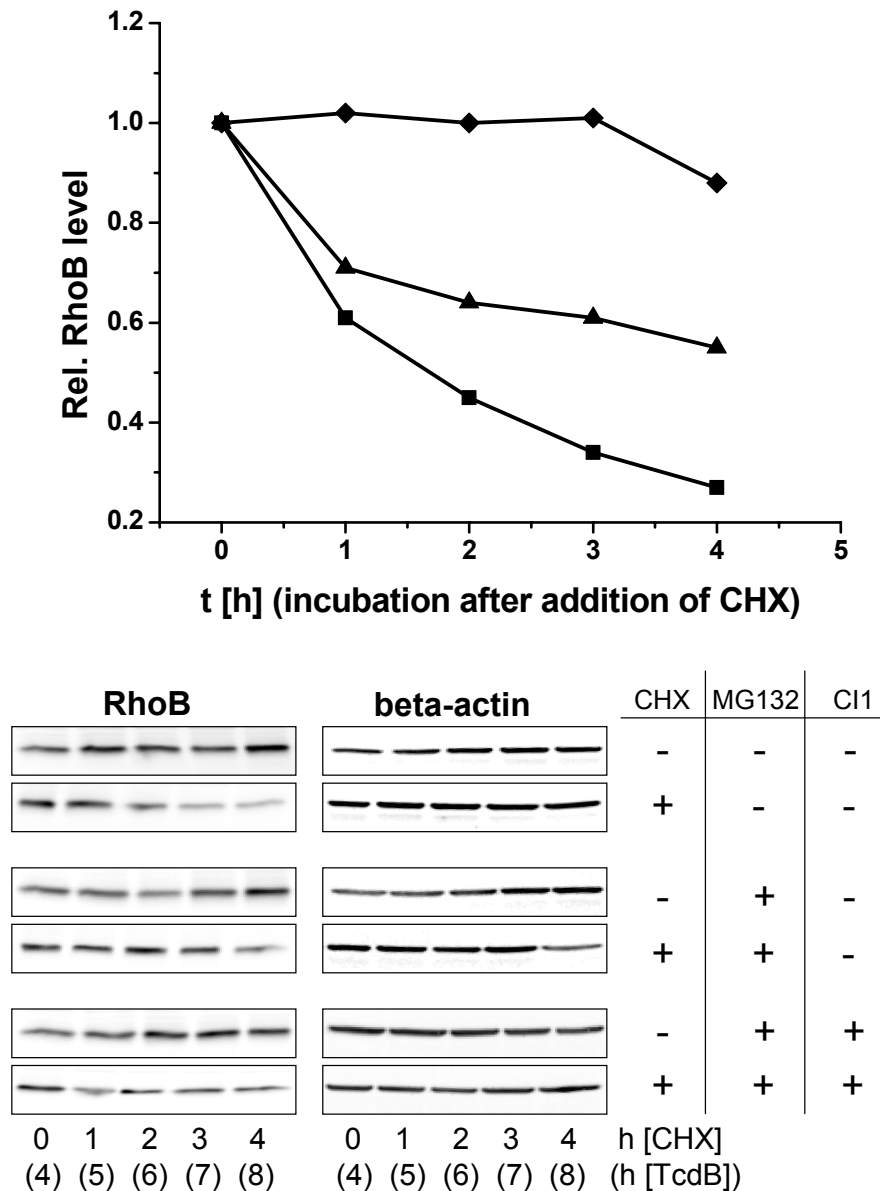 1.2
1.0
0.8
0.6
0.4
0.2
Rel. RhoB level
0 1 2 3 4 5
t [h] (incubation after addition of CHX)
RhoB beta-actin CHX MG132 CI1
- - -
+ - -
- + -
+ + -
- + +
+ + +
0 1 2 3 4 0 1 2 3 4 h [CHX]
(4) (5) (6) (7) (8) (4) (5) (6) (7) (8) (h [TcdB])